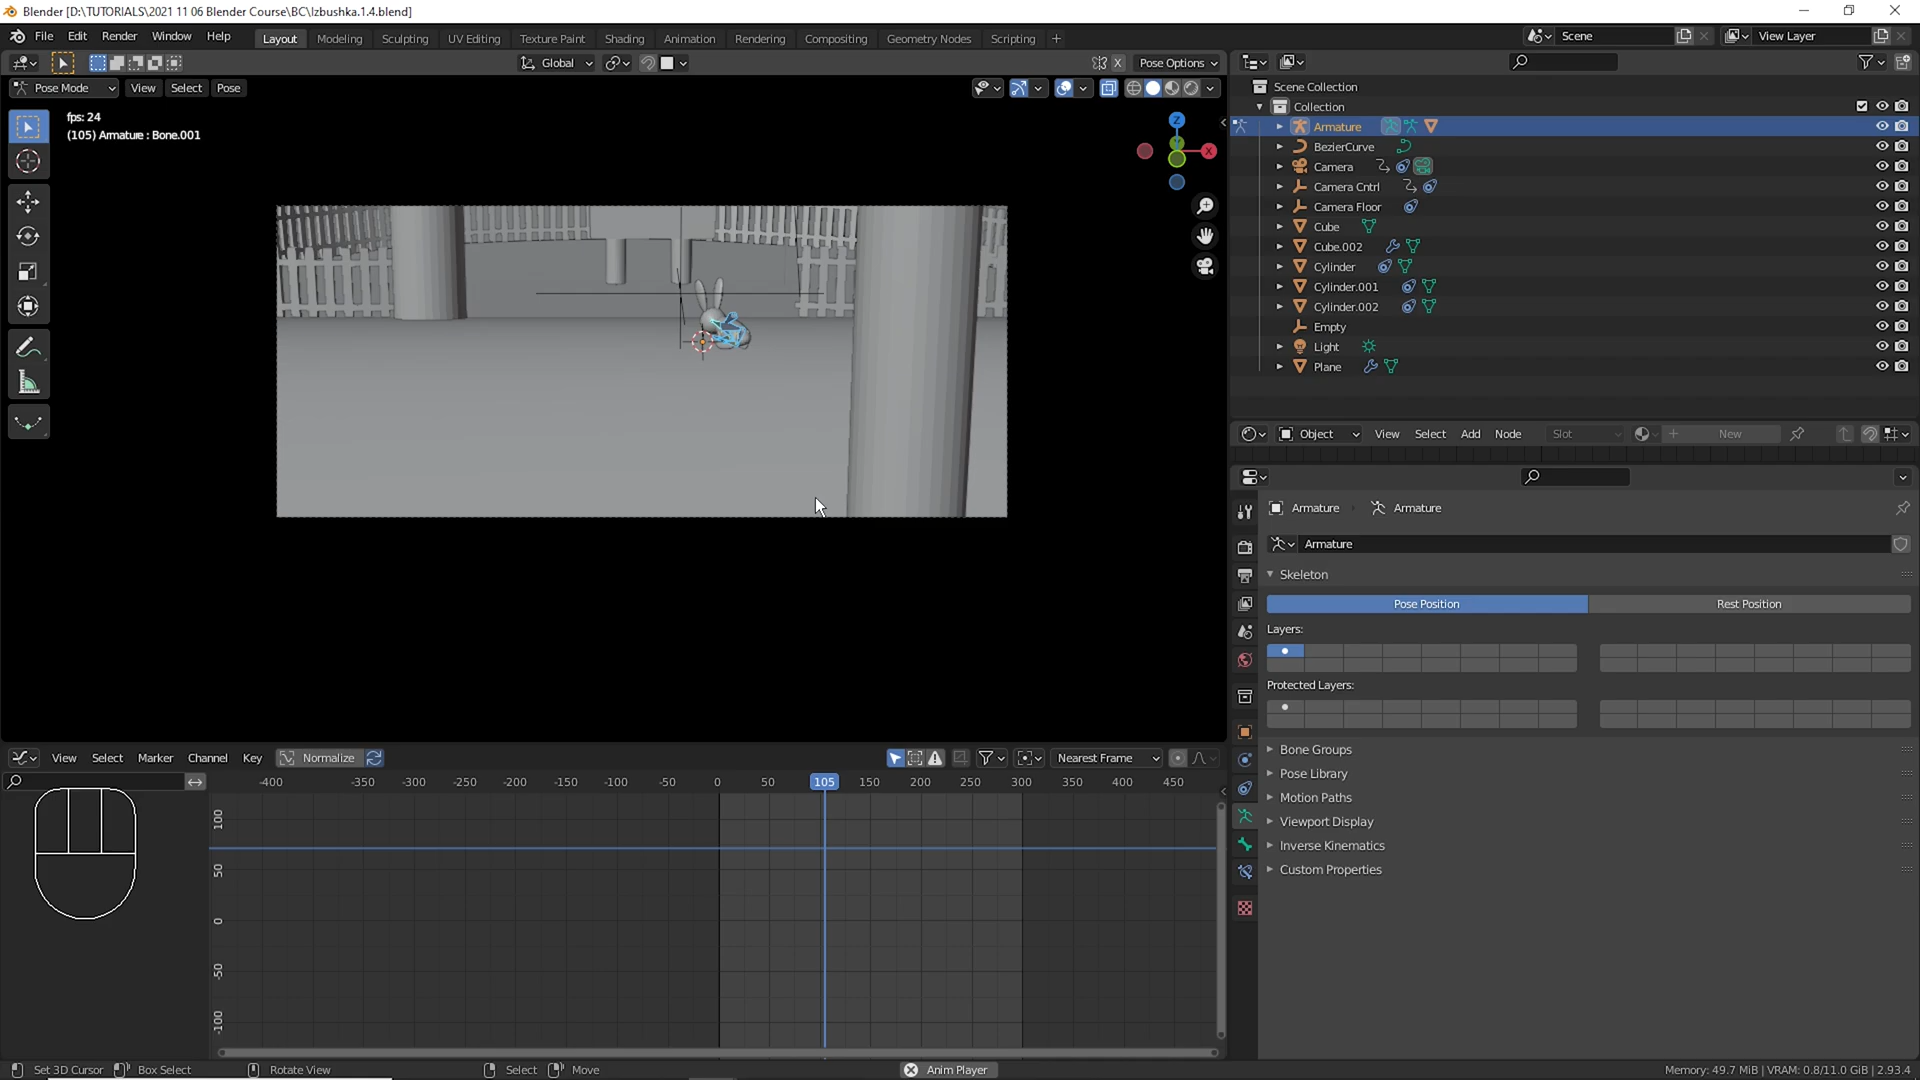 Blender [D:\TUTORIALS\2021 11 06 Blender Course\BC\Izbushka.1.4.blend]
File Edit Render Window Help Layout Modeling Sculpting UV Editing Texture Paint Shading Animation Rendering Compositing Geometry Nodes Scripting + Scene View Layer
Global Pose Options
Pose Mode View Select Pose
fps: 24
(105) Armature : Bone.001
Z
X
Scene Collection
Collection
Armature
BezierCurve
Camera
Camera Cntrl
Camera Floor
Cube
Cube.002
Cylinder
Cylinder.001
Cylinder.002
Empty
Light
Plane
Object View Select Add Node Slot New
Armature Armature
Armature
Skeleton
Pose Position Rest Position
Layers:
Protected Layers:
Bone Groups
Pose Library
Motion Paths
Viewport Display
Inverse Kinematics
Custom Properties
View Select Marker Channel Key Normalize Nearest Frame
-400 -350 -300 -250 -200 -150 -100 -50 0 50 105 150 200 250 300 350 400 450
100
50
0
-50
-100
Set 3D Cursor Box Select Rotate View Select Move Anim Player Memory: 49.7 MiB | VRAM: 0.8/11.0 GiB | 2.93.4